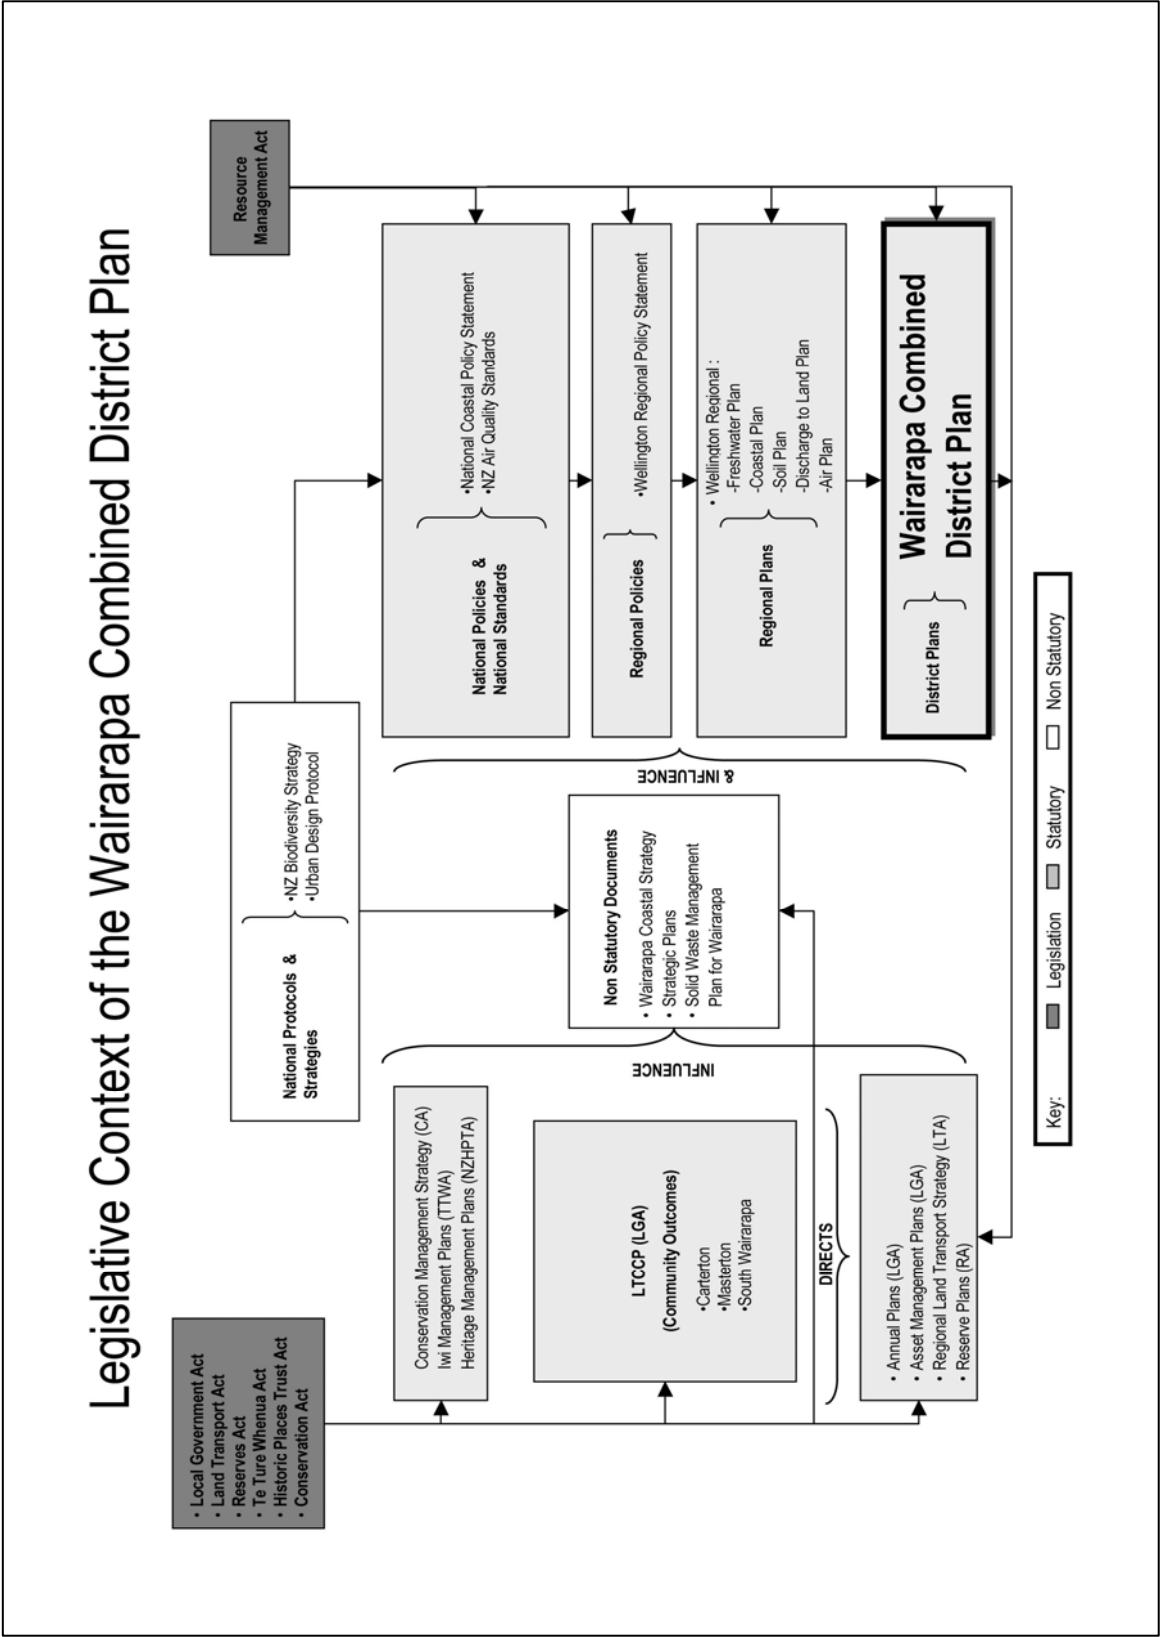 Legislative Context of the Wairarapa Combined District Plan
• Local Government Act
• Land Transport Act
• Reserves Act
• Te Ture Whenua Act
• Historic Places Trust Act
• Conservation Act
National Protocols &
Strategies
•NZ Biodiversity Strategy
•Urban Design Protocol
Resource
Management Act
Conservation Management Strategy (CA)
Iwi Management Plans (TTWA)
Heritage Management Plans (NZHPTA)
LTCCP (LGA)
(Community Outcomes)
•Carterton
•Masterton
•South Wairarapa
DIRECTS
• Annual Plans (LGA)
• Asset Management Plans (LGA)
• Regional Land Transport Strategy (LTA)
• Reserve Plans (RA)
INFLUENCE
Non Statutory Documents
• Wairarapa Coastal Strategy
• Strategic Plans
• Solid Waste Management
Plan for Wairarapa
& INFLUENCE
National Policies &
National Standards
•National Coastal Policy Statement
•NZ Air Quality Standards
Regional Policies
•Wellington Regional Policy Statement
Regional Plans
• Wellington Regional :
-Freshwater Plan
-Coastal Plan
-Soil Plan
-Discharge to Land Plan
-Air Plan
District Plans
Wairarapa Combined
District Plan
Key: Legislation Statutory Non Statutory